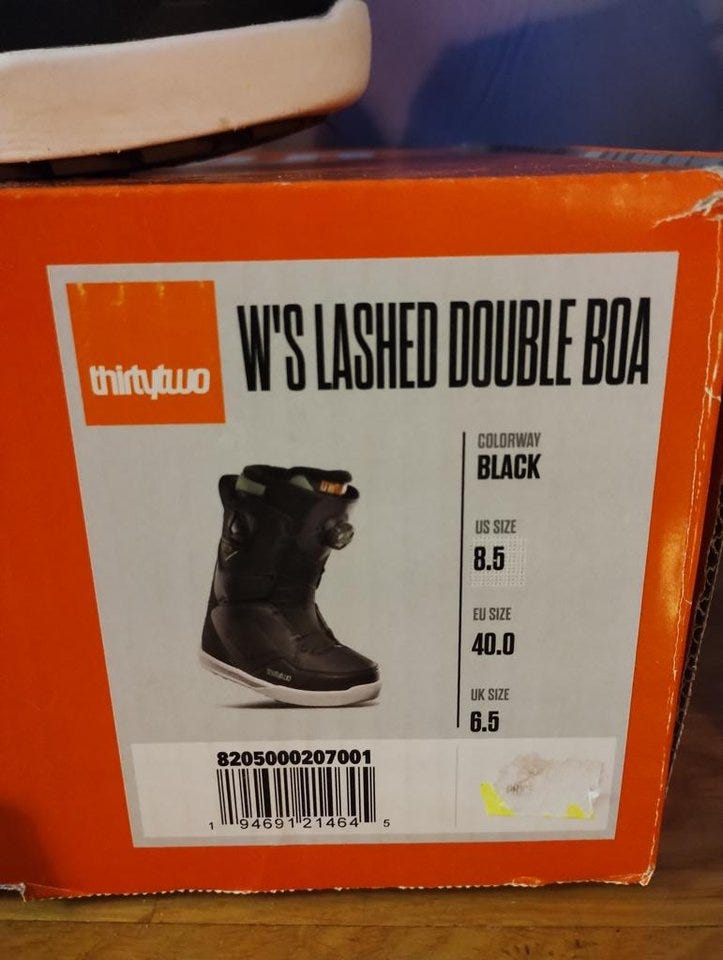 thirtytwo
W'S LASHED DOUBLE BOA
COLORWAY
BLACK
US SIZE
8.5
EU SIZE
40.0
UK SIZE
6.5
thirtytwo
8205000207001
1 94691 21464 5